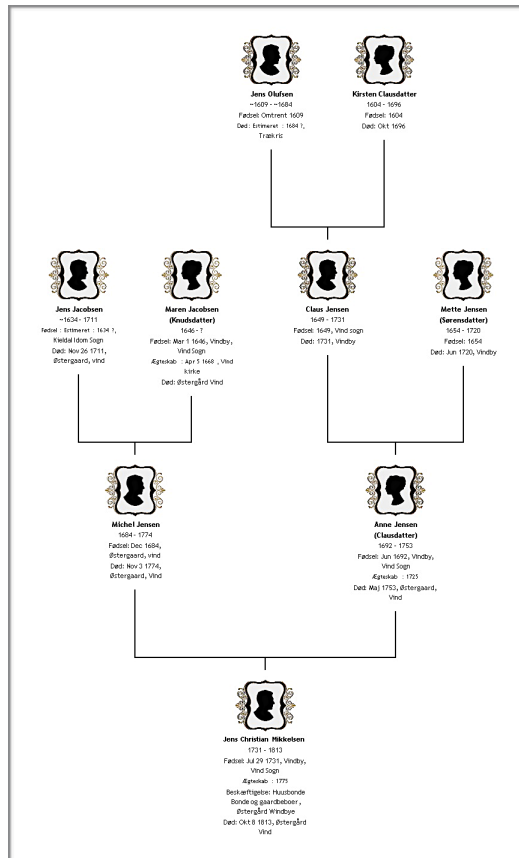 Jens Olufsen
~1609 - ~1684
Fødsel: Omtrent 1609
Død: Estimeret : 1684 ?,
Trækris
Kirsten Clausdatter
1604 - 1696
Fødsel: 1604
Død: Okt 1696
Jens Jacobsen
~1634 - 1711
Fødsel : Estimeret : 1634 ?,
Kieldal Idom Sogn
Død: Nov 26 1711,
Østergaard, vind
Maren Jacobsen
(Knudsdatter)
1646 - ?
Fødsel: Mar 1 1646, Vindby,
Vind Sogn
Ægteskab : Apr 5 1668 , Vind
kirke
Død: Østergård Vind
Claus Jensen
1649 - 1731
Fødsel: 1649, Vind sogn
Død: 1731, Vindby
Mette Jensen
(Sørensdatter)
1654 - 1720
Fødsel: 1654
Død: Jun 1720, Vindby
Michel Jensen
1684 - 1774
Fødsel: Dec 1684,
Østergaard, vind
Død: Nov 3 1774,
Østergaard, Vind
Anne Jensen
(Clausdatter)
1692 - 1753
Fødsel: Jun 1692, Vindby,
Vind Sogn
Ægteskab : 1725
Død: Maj 1753, Østergaard,
Vind
Jens Christian Mikkelsen
1731 - 1813
Fødsel: Jul 29 1731, Vindby,
Vind Sogn
Ægteskab : 1775
Beskæftigelse: Huusbonde
Bonde og gaardbeboer,
Østergård Windbye
Død: Okt 8 1813, Østergård
Vind